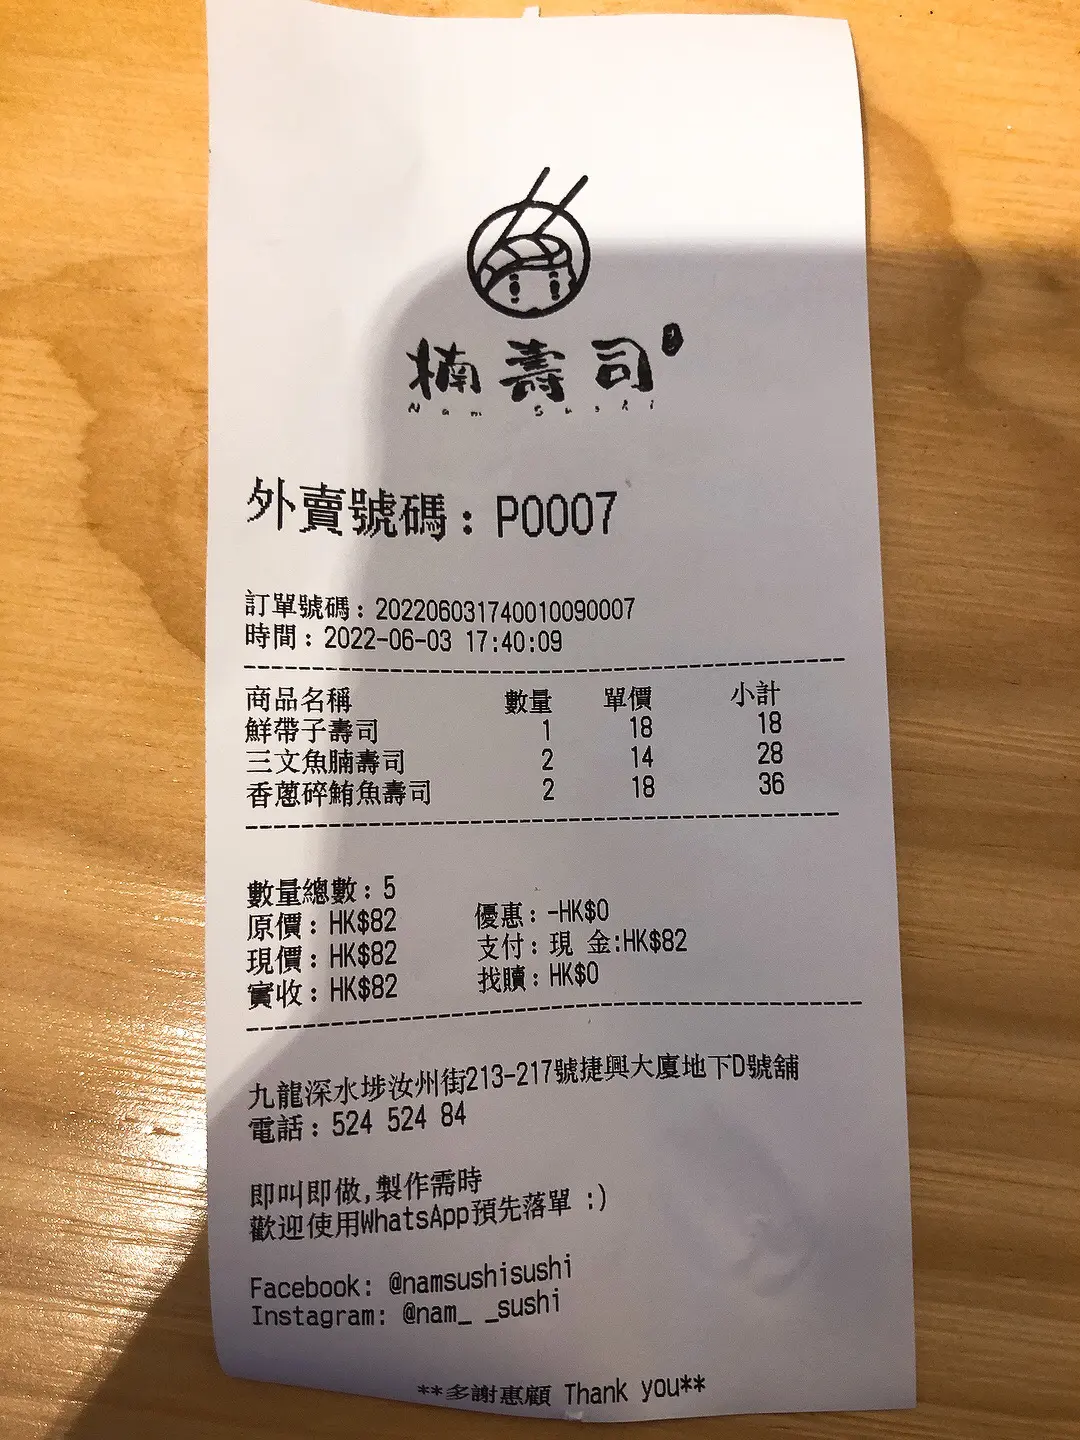 楠壽司
Nam Sushi
外賣號碼：P0007
訂單號碼：202206031740010090007
時間：2022-06-03 17:40:09
商品名稱 數量 單價 小計
鮮帶子壽司 1 18 18
三文魚腩壽司 2 14 28
香蔥碎鮪魚壽司 2 18 36
數量總數：5
原價：HK$82 優惠：-HK$0
現價：HK$82 支付：現 金:HK$82
實收：HK$82 找贖：HK$0
九龍深水埗汝州街213-217號捷興大廈地下D號舖
電話：524 524 84
即叫即做,製作需時
歡迎使用WhatsApp預先落單 :)
Facebook: @namsushisushi
Instagram: @nam_ _sushi
**多謝惠顧 Thank you**